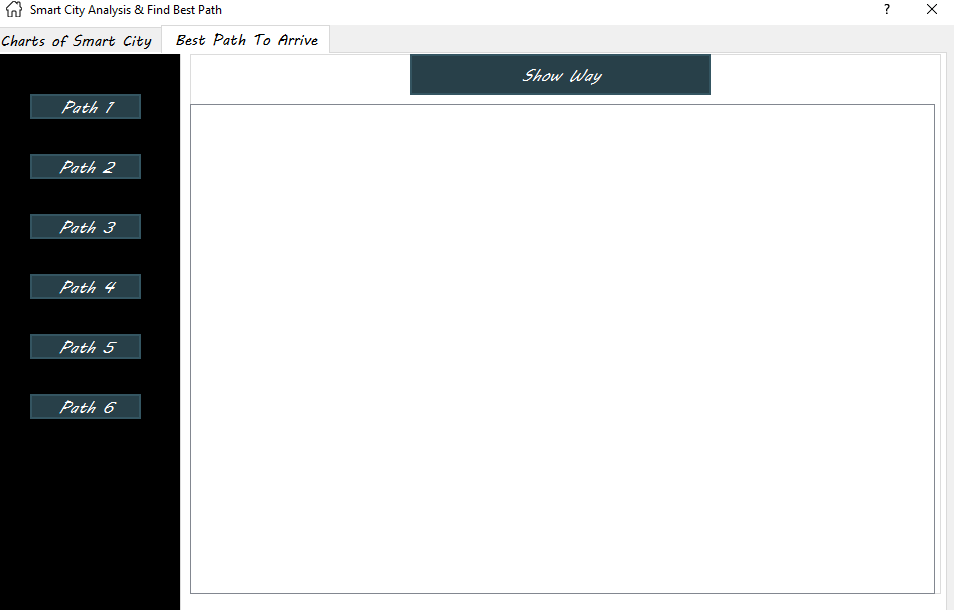 Smart City Analysis & Find Best Path
?
Charts of Smart City
Best Path To Arrive
Show Way
Path 1
Path 2
Path 3
Path 4
Path 5
Path 6